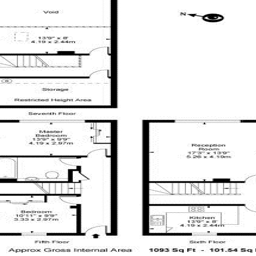 Void
13'9" x 8'
4.19 x 2.44m
N
Storage
Restricted Height Area
Seventh Floor
Master
Bedroom
13'9" x 9'9"
4.19 x 2.97m
Reception
Room
17'3" x 13'9"
5.26 x 4.19m
Bedroom
10'11" x 9'9"
3.33 x 2.97m
Kitchen
13'9" x 8'
4.19 x 2.44m
Fifth Floor
Sixth Floor
Approx Gross Internal Area 1093 Sq Ft - 101.54 Sq